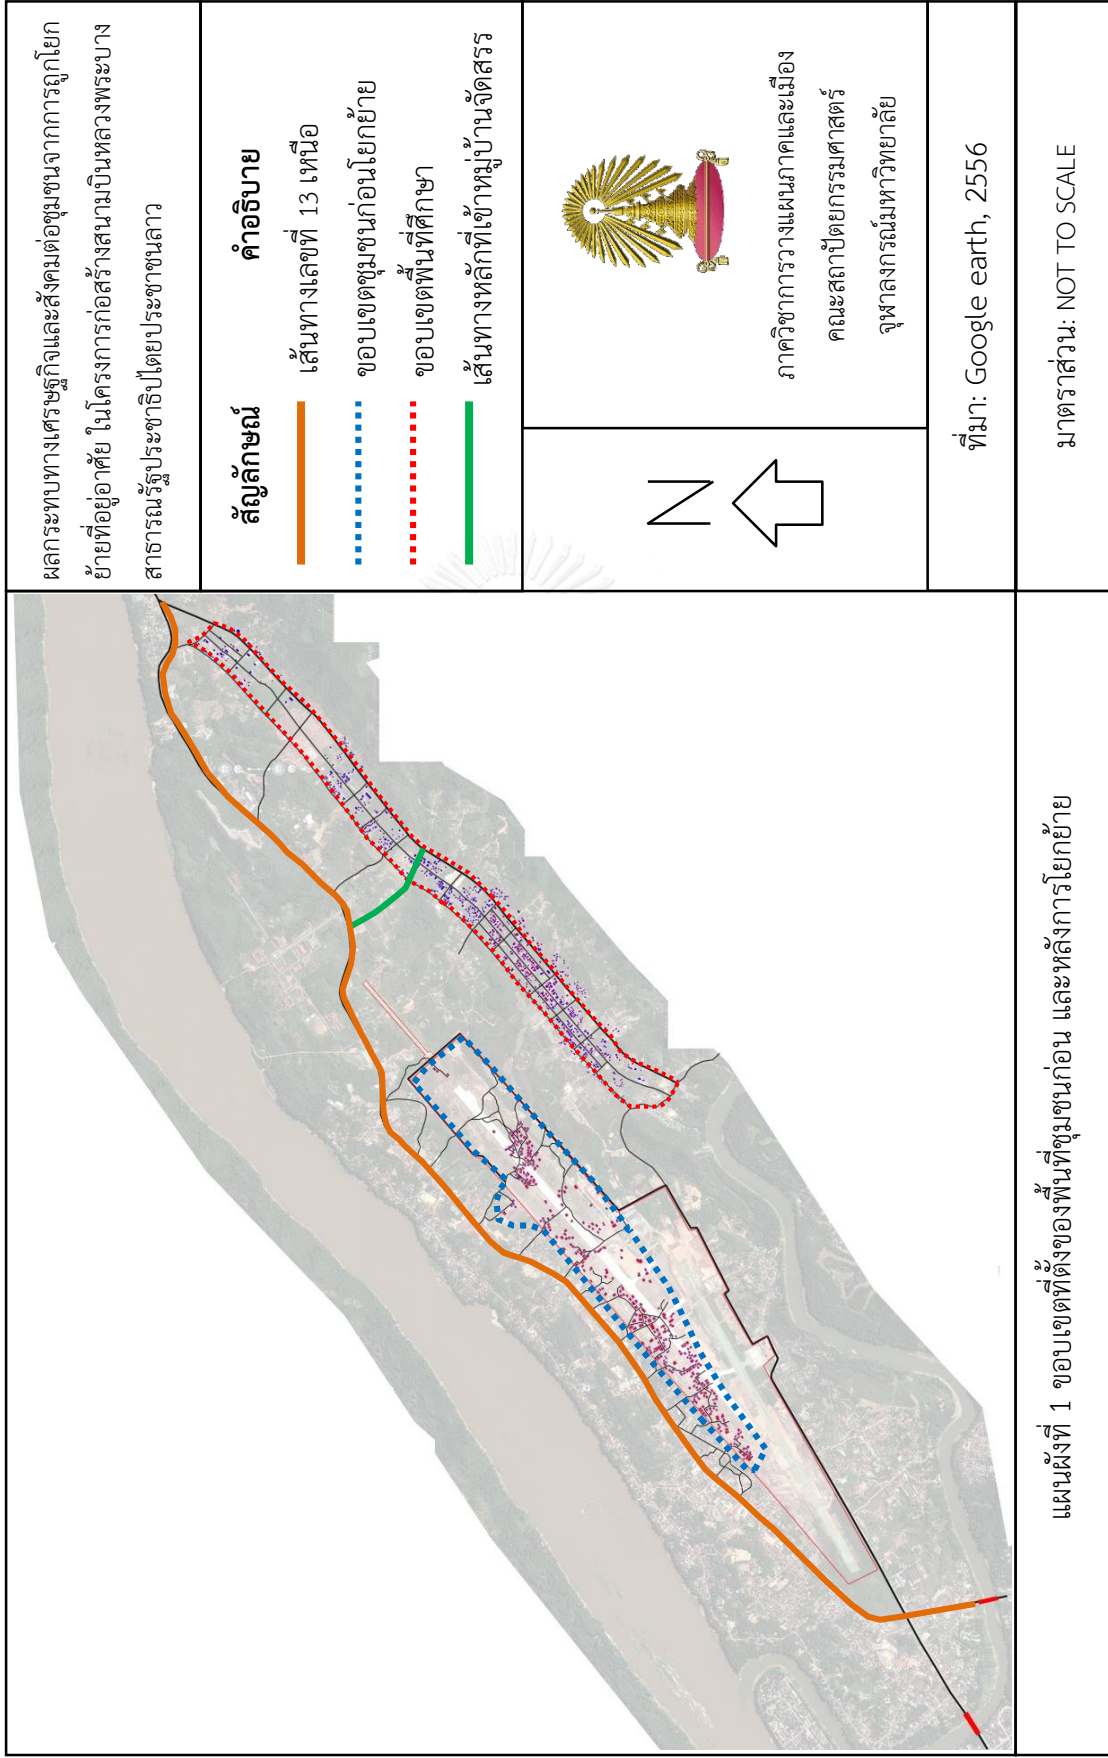 ผลกระทบทางเศรษฐกิจและสังคมต่อชุมชนจากการถูกโยก
ย้ายที่อยู่อาศัย ในโครงการก่อสร้างสนามบินหลวงพระบาง
สาธารณรัฐประชาธิปไตยประชาชนลาว
สัญลักษณ์ คำอธิบาย
เส้นทางเลขที่ 13 เหนือ
ขอบเขตชุมชนก่อนโยกย้าย
ขอบเขตพื้นที่ศึกษา
เส้นทางหลักที่เข้าหมู่บ้านจัดสรร
N
ภาควิชาการวางแผนภาคและเมือง
คณะสถาปัตยกรรมศาสตร์
จุฬาลงกรณ์มหาวิทยาลัย
ที่มา: Google earth, 2556
มาตราส่วน: NOT TO SCALE
แผนผังที่ 1 ขอบเขตที่ตั้งของพื้นที่ชุมชนก่อน และหลังการโยกย้าย